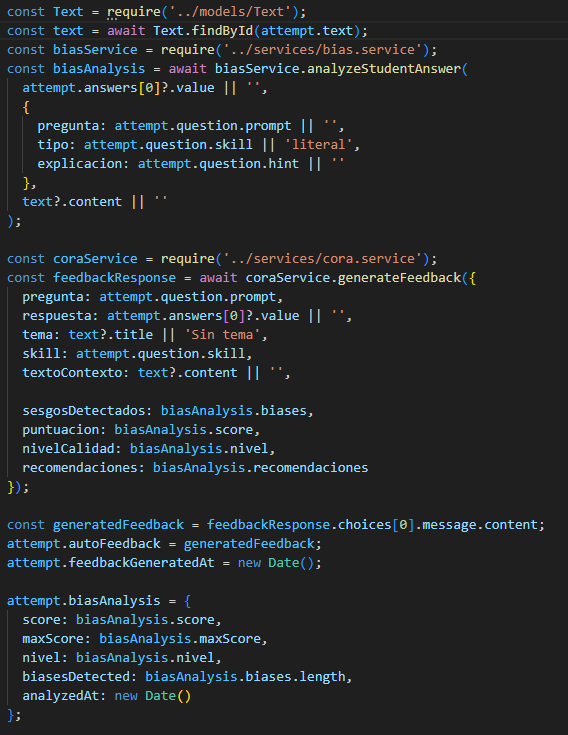 const Text = require('../models/Text');
const text = await Text.findById(attempt.text);
const biasService = require('../services/bias.service');
const biasAnalysis = await biasService.analyzeStudentAnswer(
  attempt.answers[0]?.value || '',
  {
    pregunta: attempt.question.prompt || '',
    tipo: attempt.question.skill || 'literal',
    explicacion: attempt.question.hint || ''
  },
  text?.content || ''
);

const coraService = require('../services/cora.service');
const feedbackResponse = await coraService.generateFeedback({
  pregunta: attempt.question.prompt,
  respuesta: attempt.answers[0]?.value || '',
  tema: text?.title || 'Sin tema',
  skill: attempt.question.skill,
  textoContexto: text?.content || '',

  sesgosDetectados: biasAnalysis.biases,
  puntuacion: biasAnalysis.score,
  nivelCalidad: biasAnalysis.nivel,
  recomendaciones: biasAnalysis.recomendaciones
});

const generatedFeedback = feedbackResponse.choices[0].message.content;
attempt.autoFeedback = generatedFeedback;
attempt.feedbackGeneratedAt = new Date();

attempt.biasAnalysis = {
  score: biasAnalysis.score,
  maxScore: biasAnalysis.maxScore,
  nivel: biasAnalysis.nivel,
  biasesDetected: biasAnalysis.biases.length,
  analyzedAt: new Date()
};